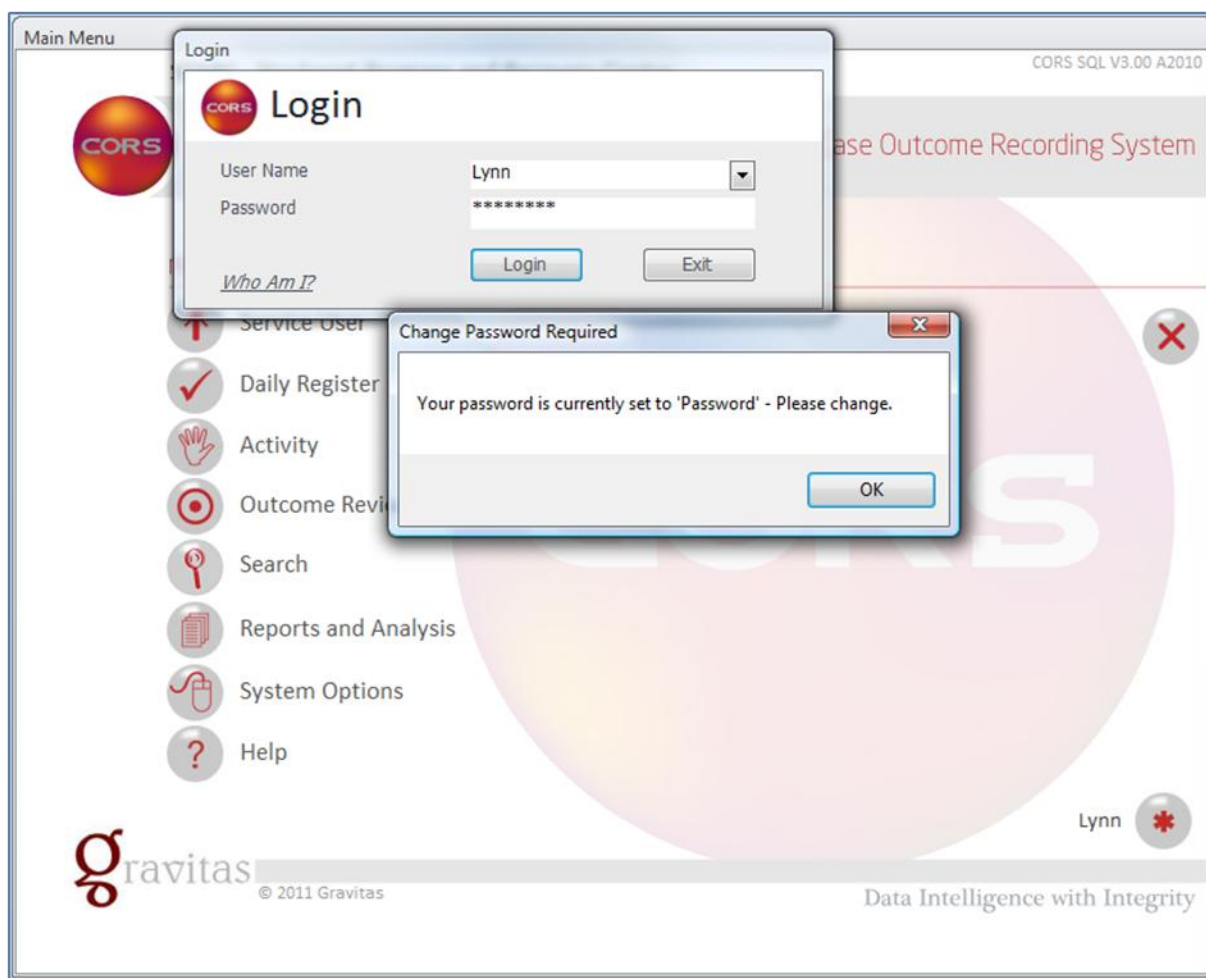 Main Menu
Login
CORS SQL V3.00 A2010
CORS
CORS Login
ase Outcome Recording System
User Name Lynn
Password ********
Login Exit
Who Am I?
Service User
Change Password Required
Daily Register
Your password is currently set to 'Password' - Please change.
Activity
OK
Outcome Revi
Search
Reports and Analysis
System Options
? Help
Lynn *
gravitas
© 2011 Gravitas
Data Intelligence with Integrity